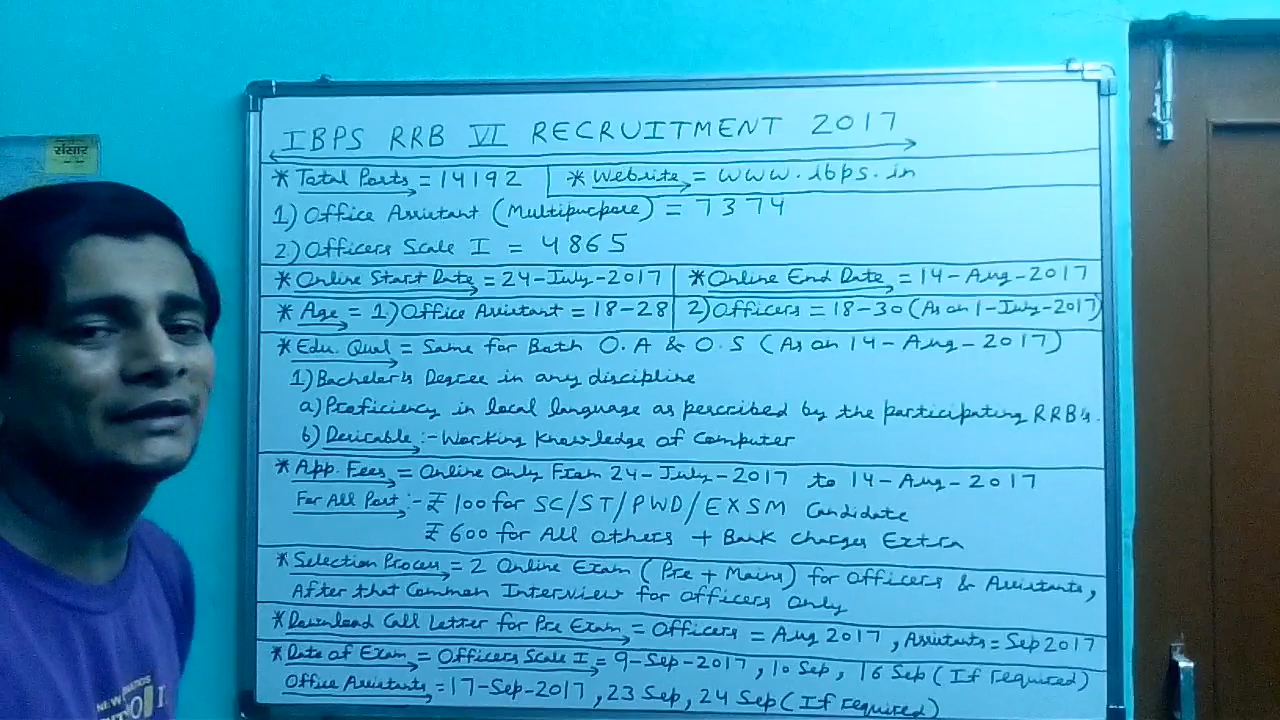 संसार
IBPS RRB VI RECRUITMENT 2017
* Total Posts = 14192 * Website = www.ibps.in
1) Office Assistant (Multipurpose) = 7374
2) Officers Scale I = 4865
* Online Start Date = 24-July-2017 * Online End Date = 14-Aug-2017
* Age = 1) Office Assistant = 18-28 2) Officers = 18-30 (As on 1-July-2017)
* Edu. Qual = Same for Both O.A & O.S (As on 14-Aug-2017)
1) Bachelor's Degree in any discipline
a) Proficiency in local language as perscribed by the participating RRB's.
b) Desirable :- Working Knowledge of Computer
* App. Fees = Online Only From 24-July-2017 to 14-Aug-2017
For All Post :- ₹ 100 for SC/ST/PWD/EXSM Candidate
₹ 600 for All Others + Bank Charges Extra
* Selection Process = 2 Online Exam (Pre + Mains) for Officers & Assistants,
After that Common Interview for Officers Only
* Download Call Letter for Pre Exam = Officers = Aug 2017, Assistants = Sep 2017
* Date of Exam = Officers Scale I = 9-Sep-2017, 10 Sep, 16 Sep (If required)
Office Assistants = 17-Sep-2017, 23 Sep, 24 Sep (If required)
NEW